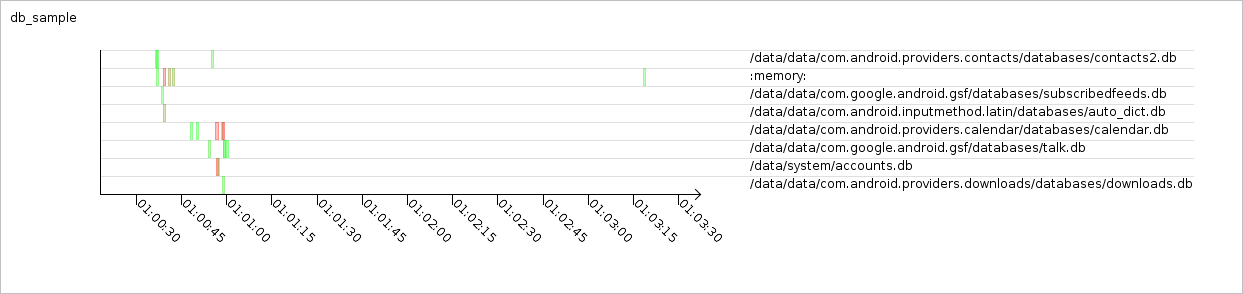 db_sample
/data/data/com.android.providers.contacts/databases/contacts2.db
:memory:
/data/data/com.google.android.gsf/databases/subscribedfeeds.db
/data/data/com.android.inputmethod.latin/databases/auto_dict.db
/data/data/com.android.providers.calendar/databases/calendar.db
/data/data/com.google.android.gsf/databases/talk.db
/data/system/accounts.db
/data/data/com.android.providers.downloads/databases/downloads.db
01:00:30
01:00:45
01:01:00
01:01:15
01:01:30
01:01:45
01:02:00
01:02:15
01:02:30
01:02:45
01:03:00
01:03:15
01:03:30